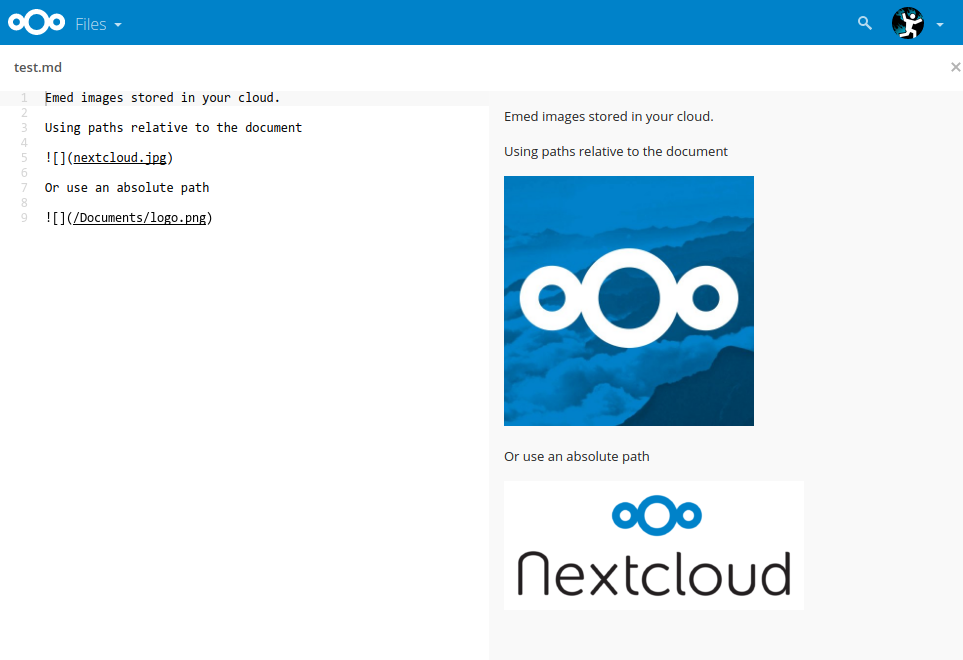 Files
test.md
1 Emed images stored in your cloud.
2
3 Using paths relative to the document
4
5 ![](nextcloud.jpg)
6
7 Or use an absolute path
8
9 ![](/Documents/logo.png)
Emed images stored in your cloud.
Using paths relative to the document
Or use an absolute path
Nextcloud